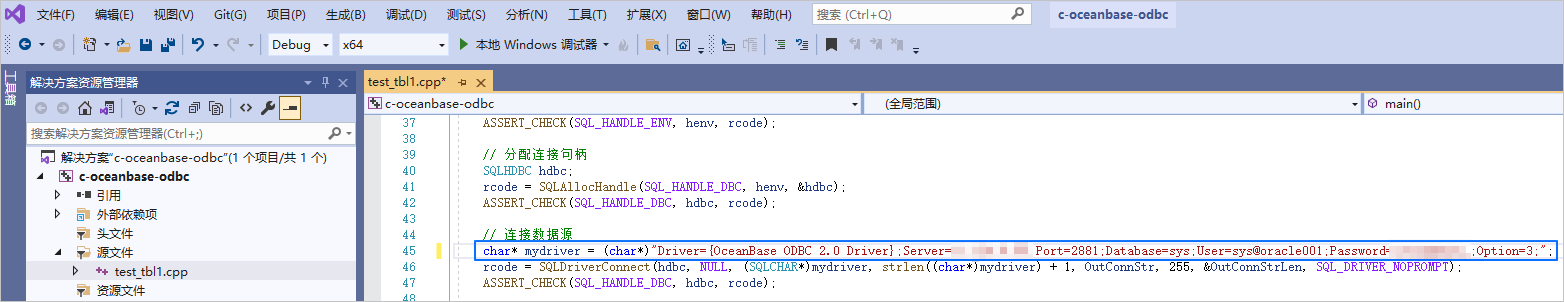 文件(F) 编辑(E) 视图(V) Git(G) 项目(P) 生成(B) 调试(D) 测试(S) 分析(N) 工具(T) 扩展(X) 窗口(W) 帮助(H) 搜索 (Ctrl+Q) c-oceanbase-odbc
Debug x64 本地 Windows 调试器
工具箱
解决方案资源管理器
搜索解决方案资源管理器(Ctrl+;)
解决方案"c-oceanbase-odbc"(1 个项目/共 1 个)
c-oceanbase-odbc
引用
外部依赖项
头文件
源文件
test_tbl1.cpp
资源文件
test_tbl1.cpp*
c-oceanbase-odbc (全局范围) main()
37 ASSERT_CHECK(SQL_HANDLE_ENV, henv, rcode);
38
39 // 分配连接句柄
40 SQLHDBC hdbc;
41 rcode = SQLAllocHandle(SQL_HANDLE_DBC, henv, &hdbc);
42 ASSERT_CHECK(SQL_HANDLE_DBC, hdbc, rcode);
43
44 // 连接数据源
45 char* mydriver = (char*)"Driver={OceanBase ODBC 2.0 Driver};Server= Port=2881;Database=sys;User=sys@oracle001;Password= ;Option=3;";
46 rcode = SQLDriverConnect(hdbc, NULL, (SQLCHAR*)mydriver, strlen((char*)mydriver) + 1, OutConnStr, 255, &OutConnStrLen, SQL_DRIVER_NOPROMPT);
47 ASSERT_CHECK(SQL_HANDLE_DBC, hdbc, rcode);
48